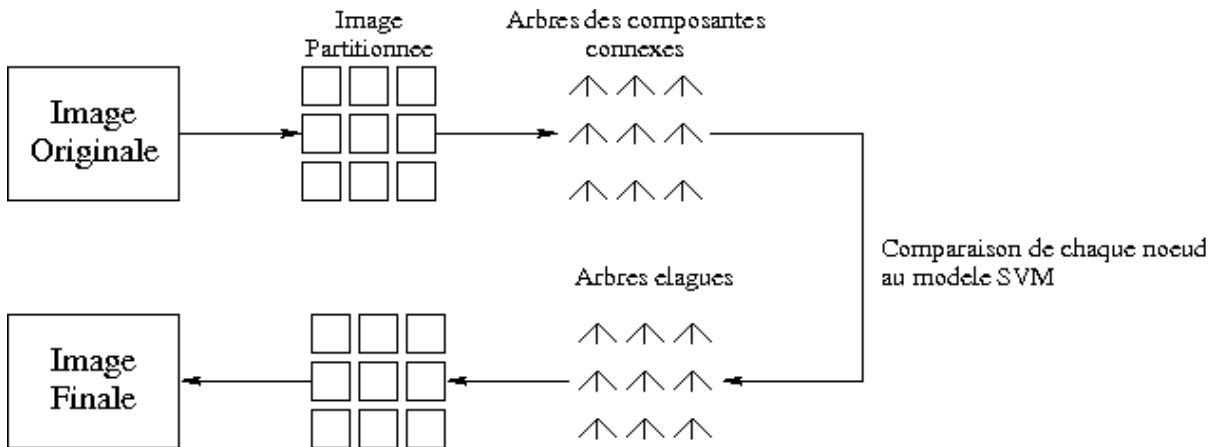 Image
Partitionnee
Arbres des composantes
connexes
Image
Originale
Comparaison de chaque noeud
au modele SVM
Arbres elagues
Image
Finale